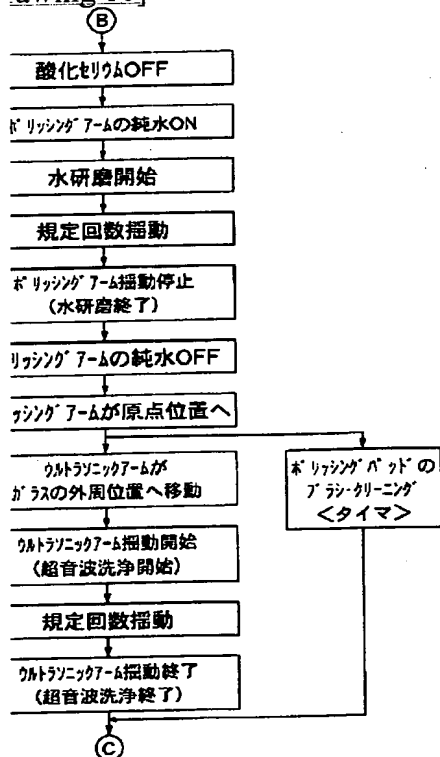 B
酸化セリウムOFF
ポリッシングアームの純水ON
水研磨開始
規定回数揺動
ポリッシングアーム揺動停止
(水研磨終了)
リッシングアームの純水OFF
ッシングアームが原点位置へ
ウルトラソニックアームが
ガラスの外周位置へ移動
ポリッシングパッドの
ブラシ・クリーニング
<タイマ>
ウルトラソニックアーム揺動開始
(超音波洗浄開始)
規定回数揺動
ウルトラソニックアーム揺動終了
(超音波洗浄終了)
C